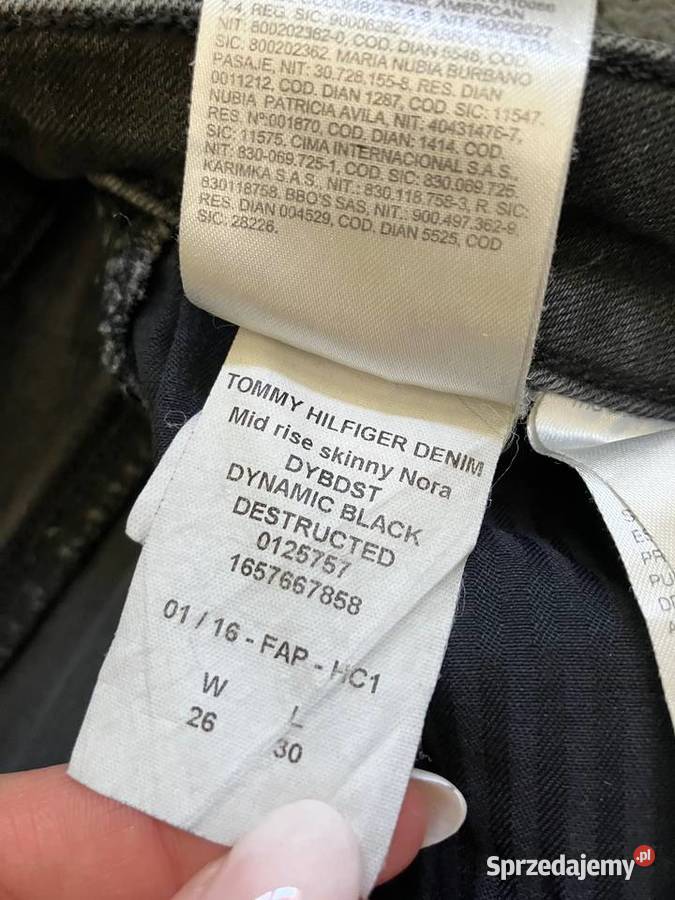 COLOMBIA S.A.S. NIT. 900062827
7-4, REG. SIC. 900062827, AMERICAN
NIT: 800202362-0, COD. DIAN 5546, COD.
SIC: 800202362, MARIA NUBIA BURBANO
PASAJE, NIT: 30.728.155-8, RES. DIAN
0011212, COD. DIAN 1287, COD. SIC: 11547.
NUBIA PATRICIA AVILA, NIT: 40431476-7,
RES. Nº:001870, COD. DIAN: 1414. COD.
SIC: 11575. CIMA INTERNACIONAL S.A.S.
NIT: 830-069.725-1, COD. SIC: 830.069.725.
KARIMKA S.A.S., NIT.: 830.118.758-3, R. SIC:
830118758. BBO'S SAS, NIT.: 900.497.362-9.
RES. DIAN 004529, COD. DIAN 5525, COD
SIC: 28226.
TOMMY HILFIGER DENIM
Mid rise skinny Nora
DYBDST
DYNAMIC BLACK
DESTRUCTED
0125757
1657667858
01 / 16 - FAP - HC1
W L
26 30
Sprzedajemy.pl